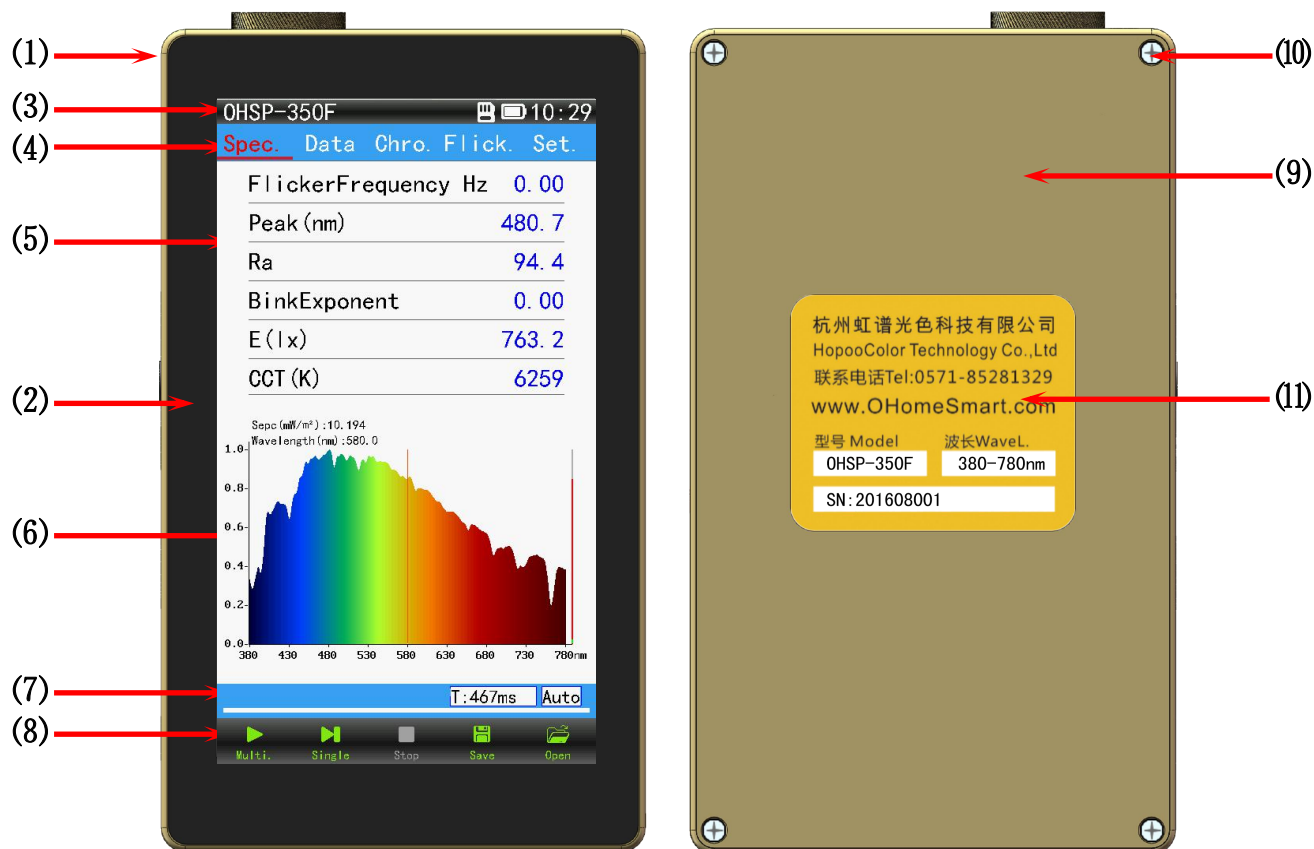 (1)
(3)
OHSP-350F 10:29
(4)
Spec. Data Chro. Flick. Set.
FlickerFrequency Hz 0.00
Peak(nm) 480.7
(5)
Ra 94.4
BinkExponent 0.00
E(lx) 763.2
CCT(K) 6259
(2)
Sepc(mW/m²):10.194
Wavelength(nm):580.0
1.0
0.8
(6)
0.6
0.4
0.2
0.0
380 430 480 530 580 630 680 730 780nm
(7)
T:467ms Auto
(8)
Multi. Single Stop Save Open
(10)
(9)
杭州虹谱光色科技有限公司
HopooColor Technology Co.,Ltd
联系电话Tel:0571-85281329
www.OHomeSmart.com
(11)
型号 Model 波长WaveL.
OHSP-350F 380-780nm
SN:201608001